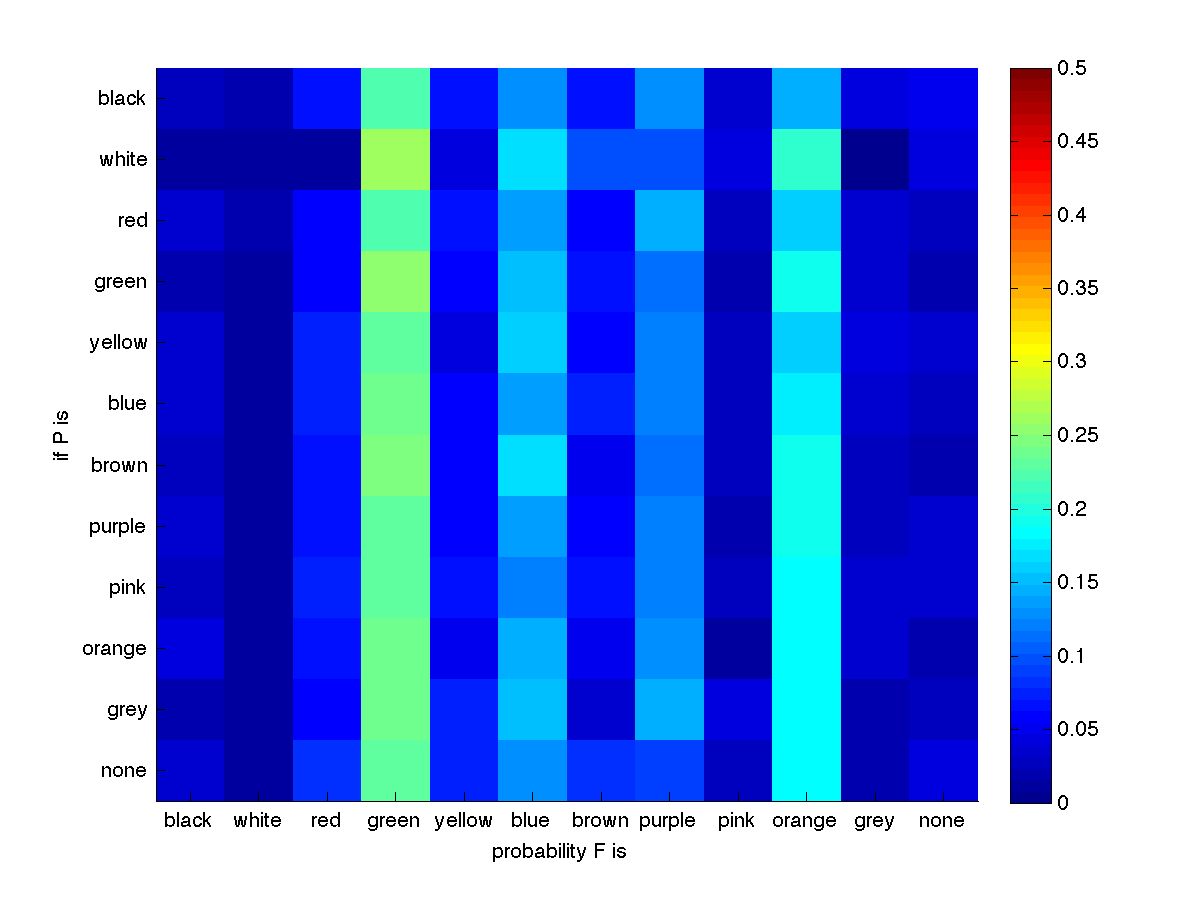 black
white
red
green
yellow
blue
brown
purple
pink
orange
grey
none
if P is
black white red green yellow blue brown purple pink orange grey none
probability F is
0.5
0.45
0.4
0.35
0.3
0.25
0.2
0.15
0.1
0.05
0